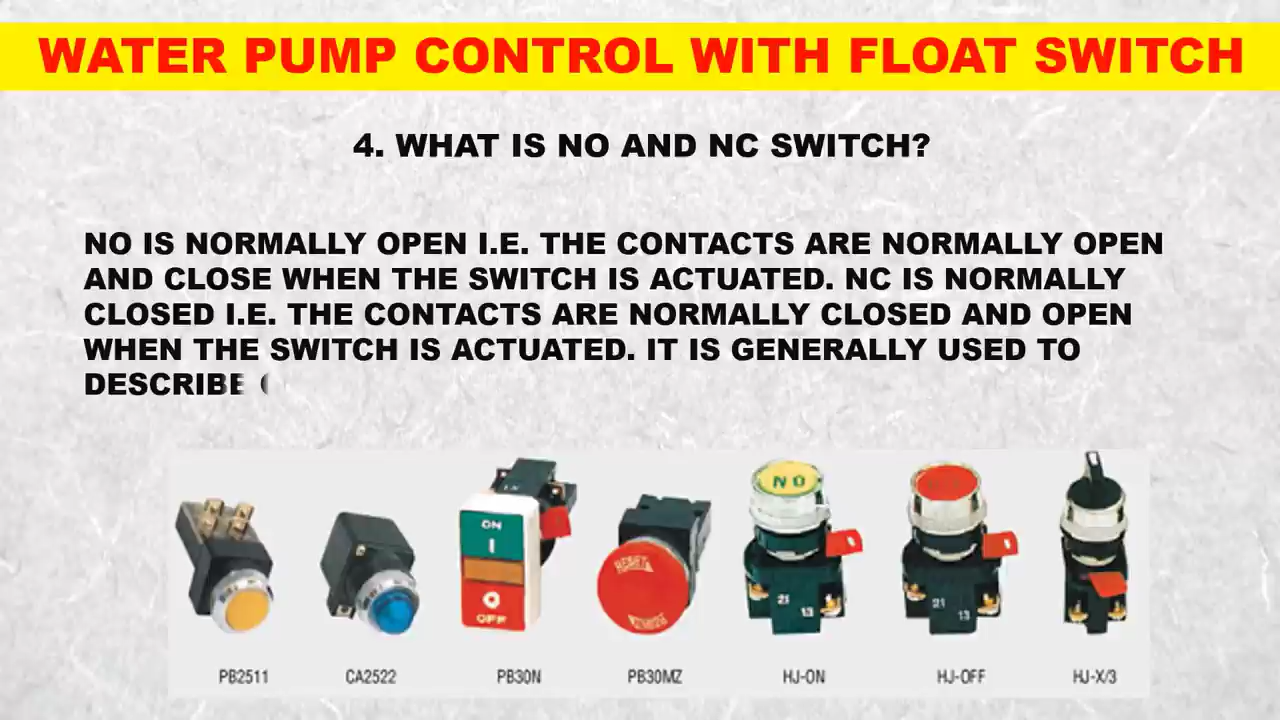 WATER PUMP CONTROL WITH FLOAT SWITCH
4. WHAT IS NO AND NC SWITCH?
NO IS NORMALLY OPEN I.E. THE CONTACTS ARE NORMALLY OPEN
AND CLOSE WHEN THE SWITCH IS ACTUATED. NC IS NORMALLY
CLOSED I.E. THE CONTACTS ARE NORMALLY CLOSED AND OPEN
WHEN THE SWITCH IS ACTUATED. IT IS GENERALLY USED TO
DESCRIBE
ON
I
O
OFF
RESET
NO
21
13
21
13
PB2511
CA2522
PB30N
PB30MZ
HJ-ON
HJ-OFF
HJ-X/3